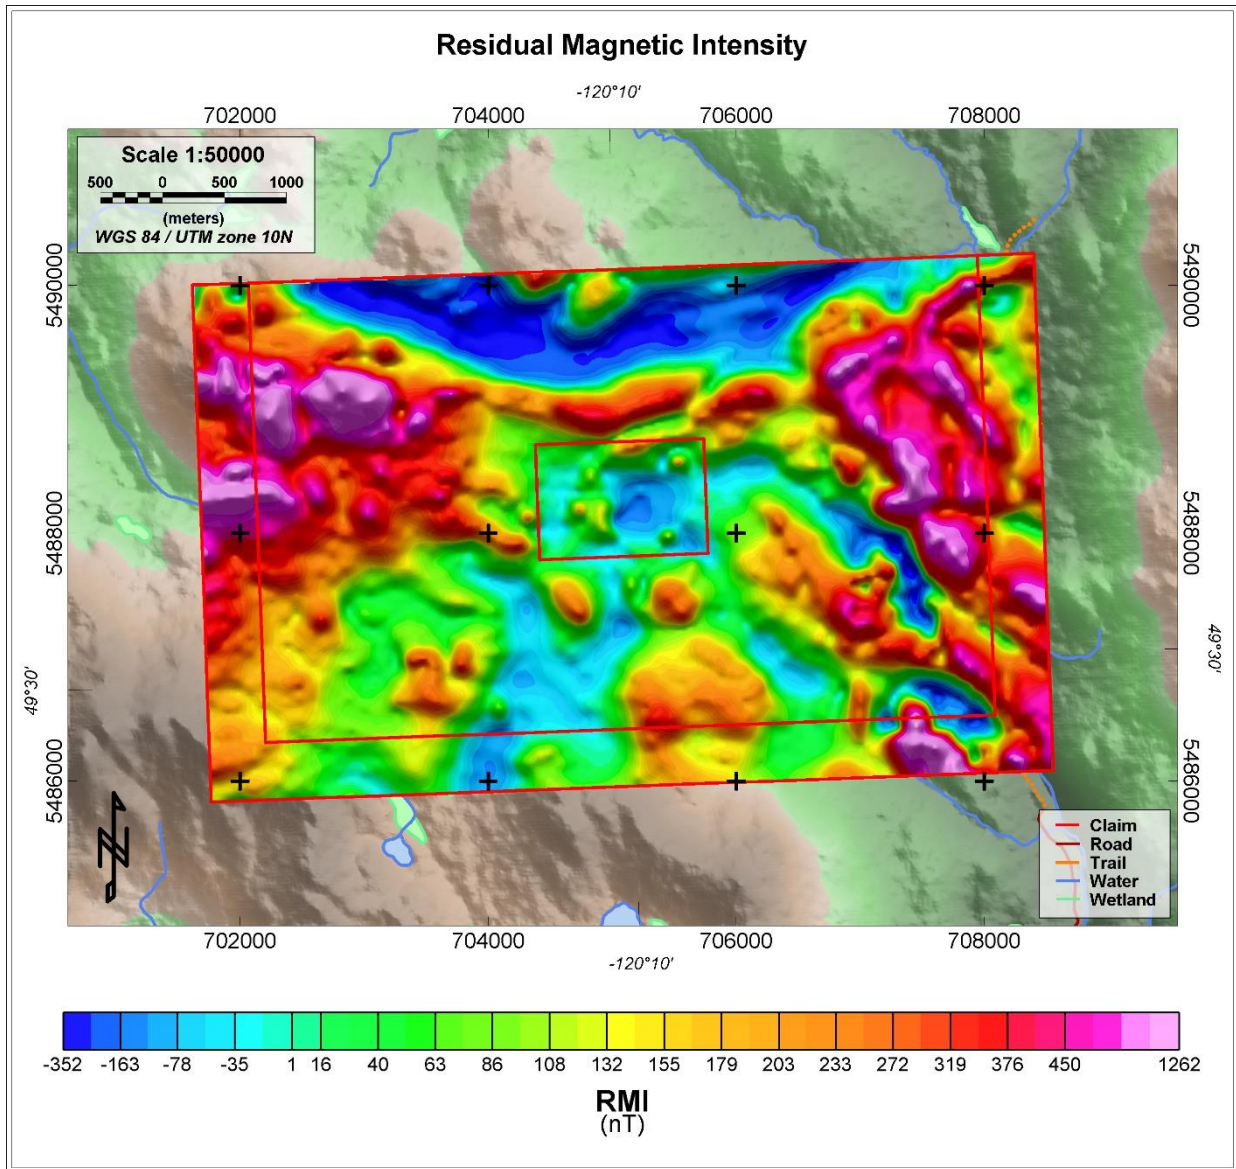 Residual Magnetic Intensity
-120°10'
702000 704000 706000 708000
Scale 1:50000
500 0 500 1000
(meters)
WGS 84 / UTM zone 10N
5490000 5490000
5488000 5488000
49°30' 49°30'
5486000 5486000
Claim
Road
Trail
Water
Wetland
702000 704000 706000 708000
-120°10'
-352 -163 -78 -35 1 16 40 63 86 108 132 155 179 203 233 272 319 376 450 1262
RMI
(nT)